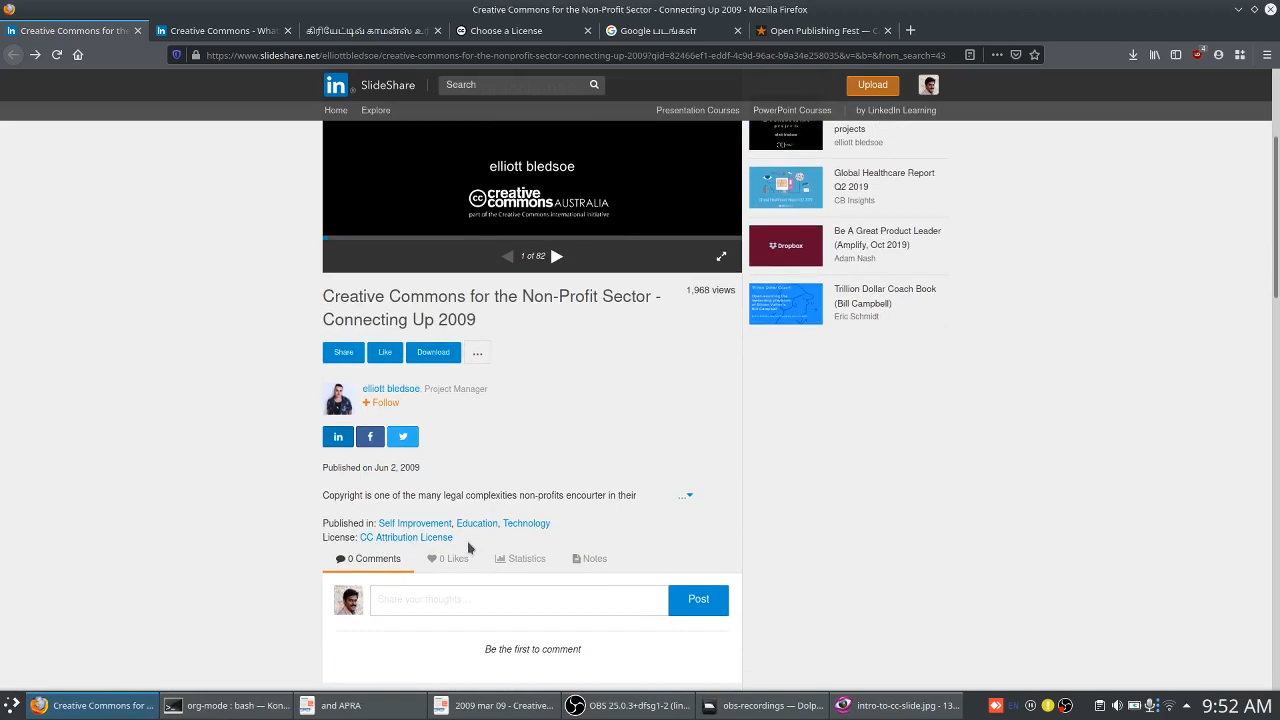 Creative Commons for the Non-Profit Sector - Connecting Up 2009 - Mozilla Firefox
Creative Commons for the
Creative Commons - What
Choose a License
Google
Open Publishing Fest — C
https://www.slideshare.net/elliottbledsoe/creative-commons-for-the-nonprofit-sector-connecting-up-2009?qid=82466ef1-eddf-4c9d-96ac-b9a34e258035&v=&b=&from_search=43
4
in SlideShare
Search
Upload
Home Explore
Presentation Courses PowerPoint Courses by LinkedIn Learning
elliott bledsoe
cc creative commons AUSTRALIA
part of the Creative Commons international initiative
1 of 82
Creative Commons for the Non-Profit Sector -
Connecting Up 2009
1,968 views
Share Like Download ...
elliott bledsoe, Project Manager
+ Follow
in f
Published on Jun 2, 2009
Copyright is one of the many legal complexities non-profits encourter in their ...
Published in: Self Improvement, Education, Technology
License: CC Attribution License
0 Comments 0 Likes Statistics Notes
Share your thoughts...
Post
Be the first to comment
projects
elliott bledsoe
Global Healthcare Report
Q2 2019
CB Insights
Dropbox
Be A Great Product Leader
(Amplify, Oct 2019)
Adam Nash
Trillion Dollar Coach Book
(Bill Campbell)
Eric Schmidt
Creative Commons for ...
org-mode : bash — Kon...
and APRA
2009 mar 09 - Creative...
OBS 25.0.3+dfsg1-2 (lin...
obs-recordings — Dolp...
intro-to-cc-slide.jpg - 13...
EN
9:52 AM